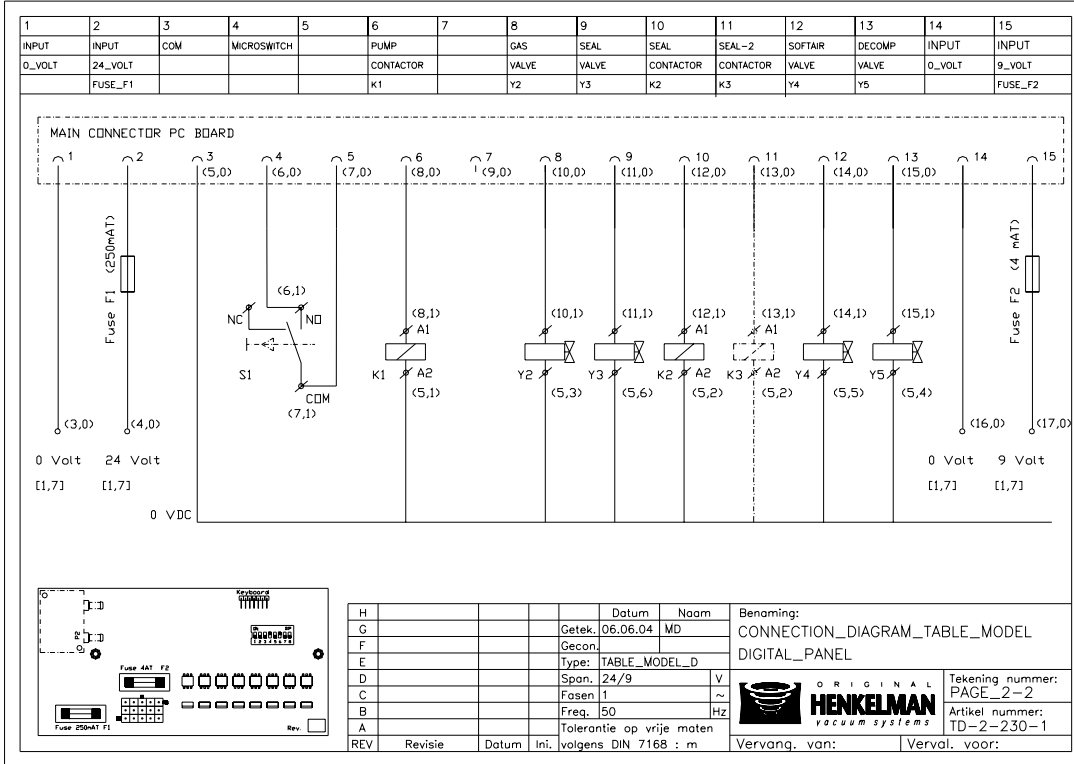 1 2 3 4 5 6 7 8 9 10 11 12 13 14 15
INPUT INPUT COM MICROSWITCH PUMP GAS SEAL SEAL SEAL-2 SOFTAIR DECOMP INPUT INPUT
0_VOLT 24_VOLT CONTACTOR VALVE VALVE CONTACTOR CONTACTOR VALVE VALVE 0_VOLT 9_VOLT
FUSE_F1 K1 Y2 Y3 K2 K3 Y4 Y5 FUSE_F2
MAIN CONNECTOR PC BOARD
1 2 3 4 5 6 7 8 9 10 11 12 13 14 15
(5,0) (6,0) (7,0) (8,0) (9,0) (10,0) (11,0) (12,0) (13,0) (14,0) (15,0)
Fuse F1 (250mAT)
Fuse F2 (4 mAT)
(6,1)
NC NO
S1
COM
(7,1)
(8,1) (10,1) (11,1) (12,1) (13,1) (14,1) (15,1)
A1 A1 A1
K1 A2 Y2 Y3 K2 A2 K3 A2 Y4 Y5
(5,1) (5,3) (5,6) (5,2) (5,2) (5,5) (5,4)
(3,0) (4,0) (16,0) (17,0)
0 Volt 24 Volt 0 Volt 9 Volt
[1,7] [1,7] [1,7] [1,7]
0 VDC
Keyboard
P2
ON
1 2 3 4 5 6 7 8
Fuse 4AT F2
Fuse 250mAT F1
Rev.
H Datum Naam
G Getek. 06.06.04 MD
F Gecon.
E Type: TABLE_MODEL_D
D Span. 24/9 V
C Fasen 1 ~
B Freq. 50 Hz
A Tolerantie op vrije maten
REV Revisie Datum Ini. volgens DIN 7168 : m
Benaming:
CONNECTION_DIAGRAM_TABLE_MODEL
DIGITAL_PANEL
ORIGINAL
HENKELMAN
vacuum systems
Tekening nummer:
PAGE_2-2
Artikel nummer:
TD-2-230-1
Vervang. van: Verval. voor: